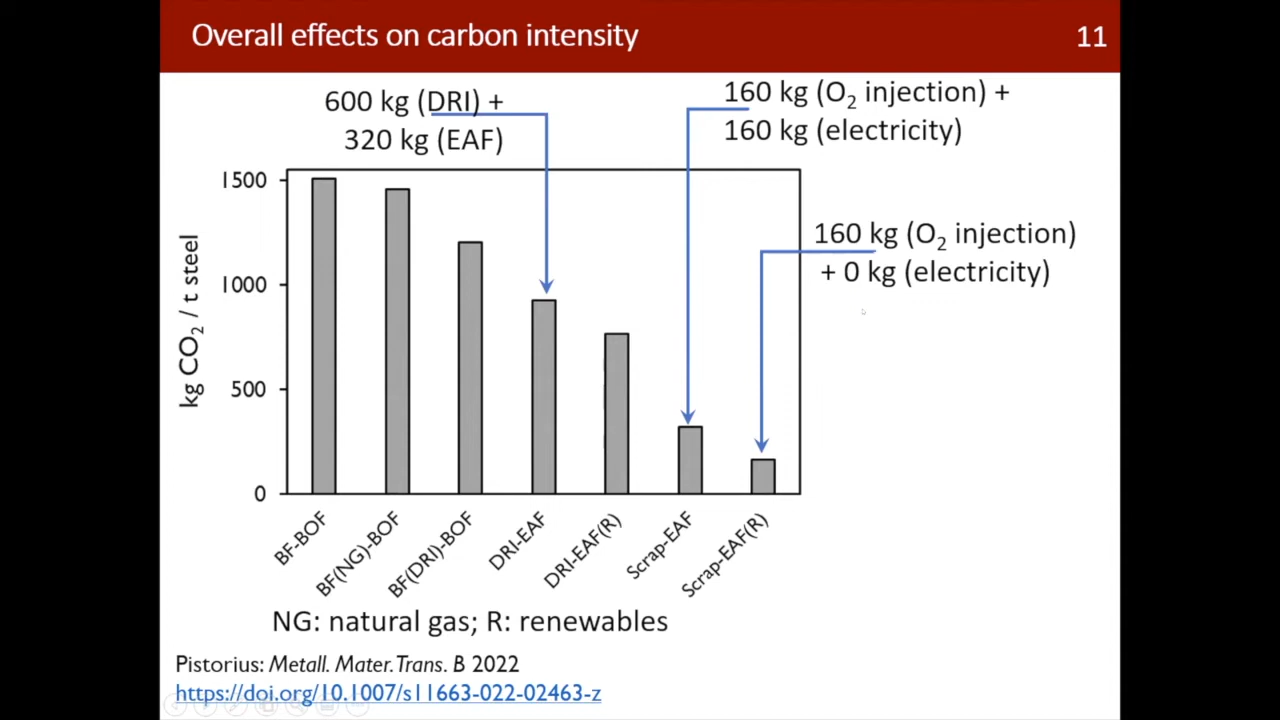 Overall effects on carbon intensity
11
600 kg (DRI) +
320 kg (EAF)
160 kg (O₂ injection) +
160 kg (electricity)
160 kg (O₂ injection)
+ 0 kg (electricity)
kg CO₂ / t steel
1500
1000
500
0
BF-BOF
BF(NG)-BOF
BF(DRI)-BOF
DRI-EAF
DRI-EAF(R)
Scrap-EAF
Scrap-EAF(R)
NG: natural gas; R: renewables
Pistorius: Metall. Mater.Trans. B 2022
https://doi.org/10.1007/s11663-022-02463-z